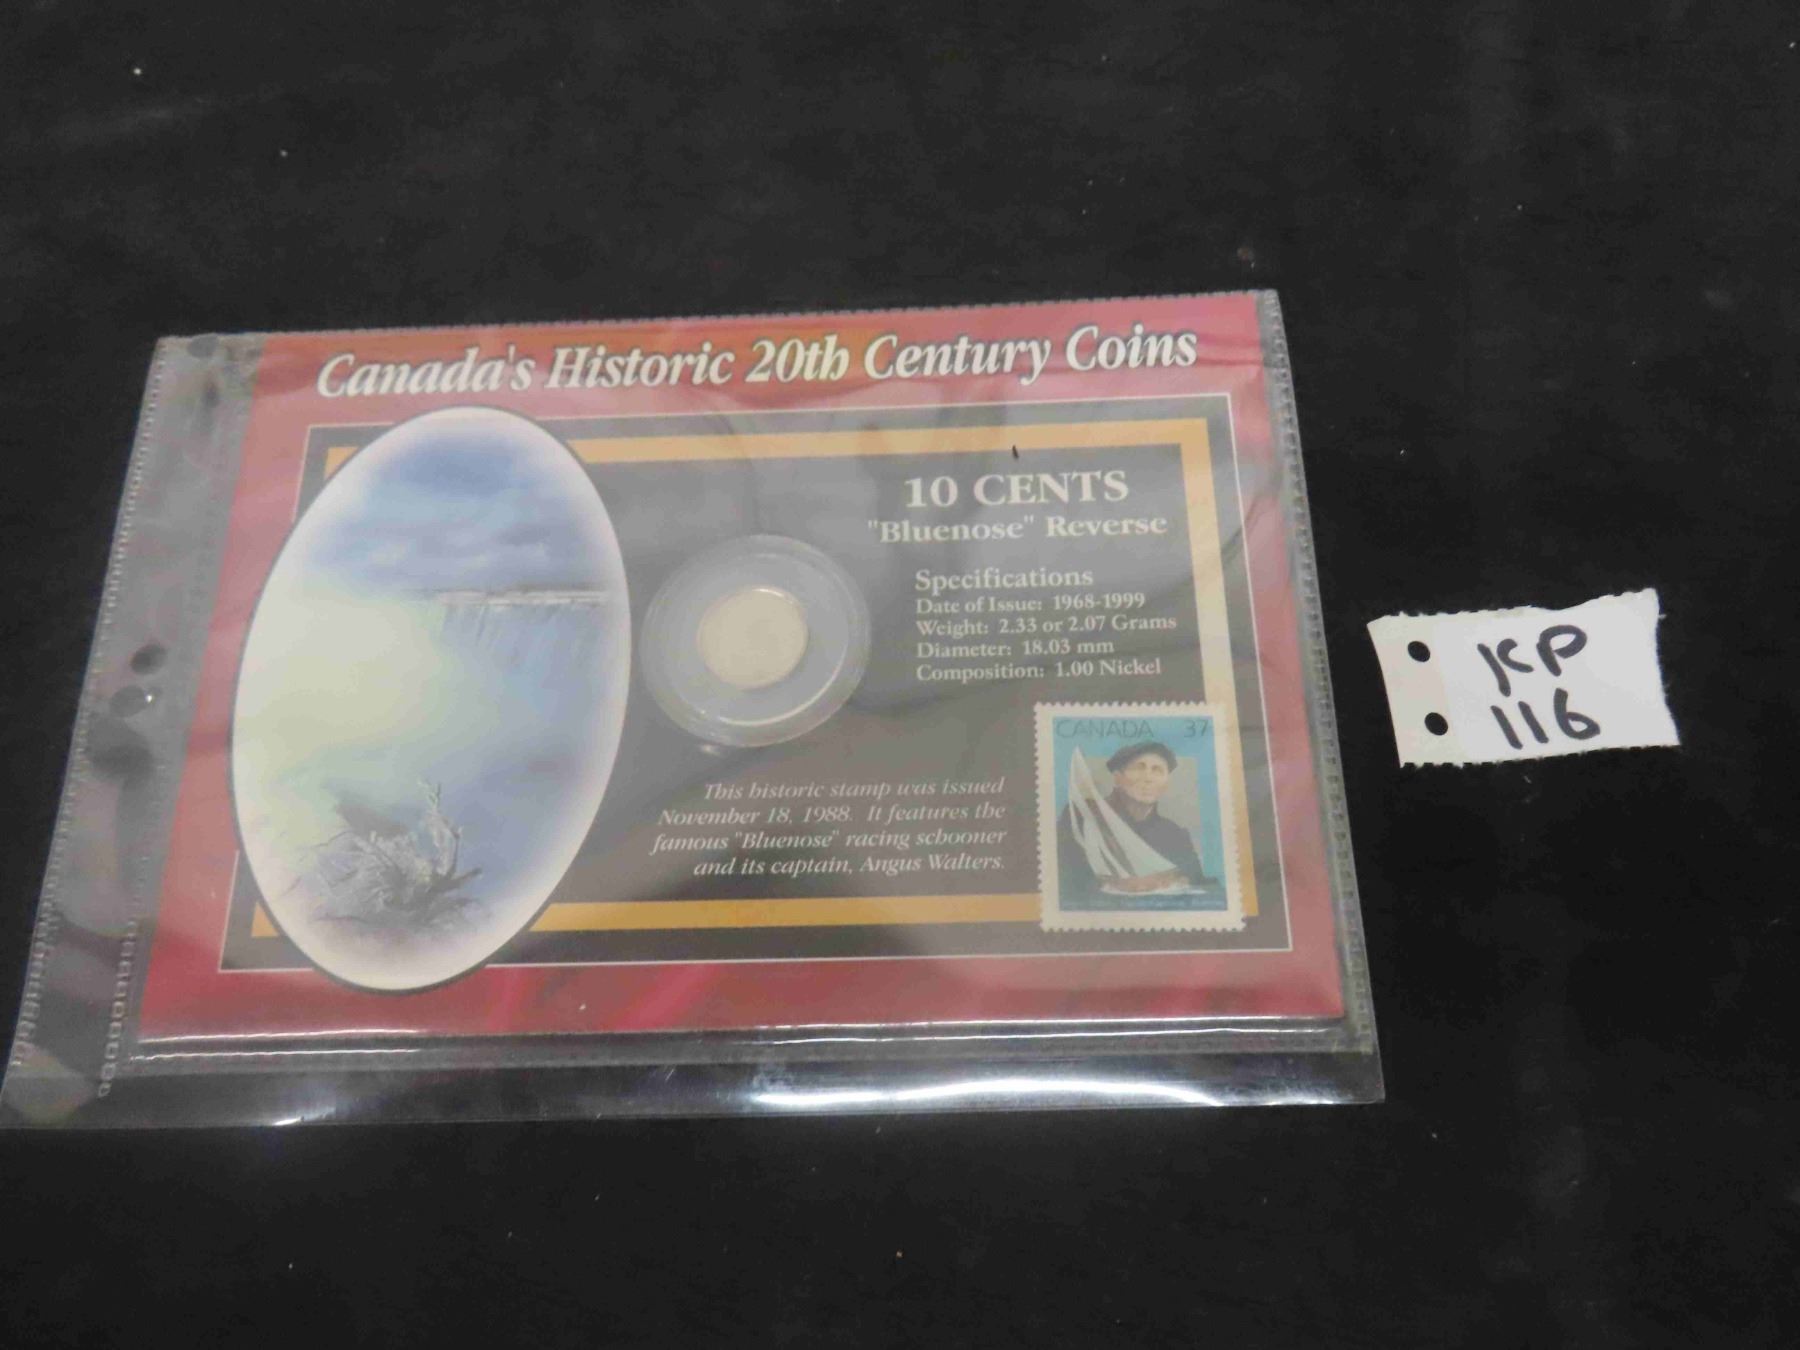 Canada's Historic 20th Century Coins
10 CENTS
"Bluenose" Reverse
Specifications
Date of Issue: 1968-1999
Weight: 2.33 or 2.07 Grams
Diameter: 18.03 mm
Composition: 1.00 Nickel
This historic stamp was issued
November 18, 1988. It features the
famous "Bluenose" racing schooner
and its captain, Angus Walters.
CANADA 37
KP
116